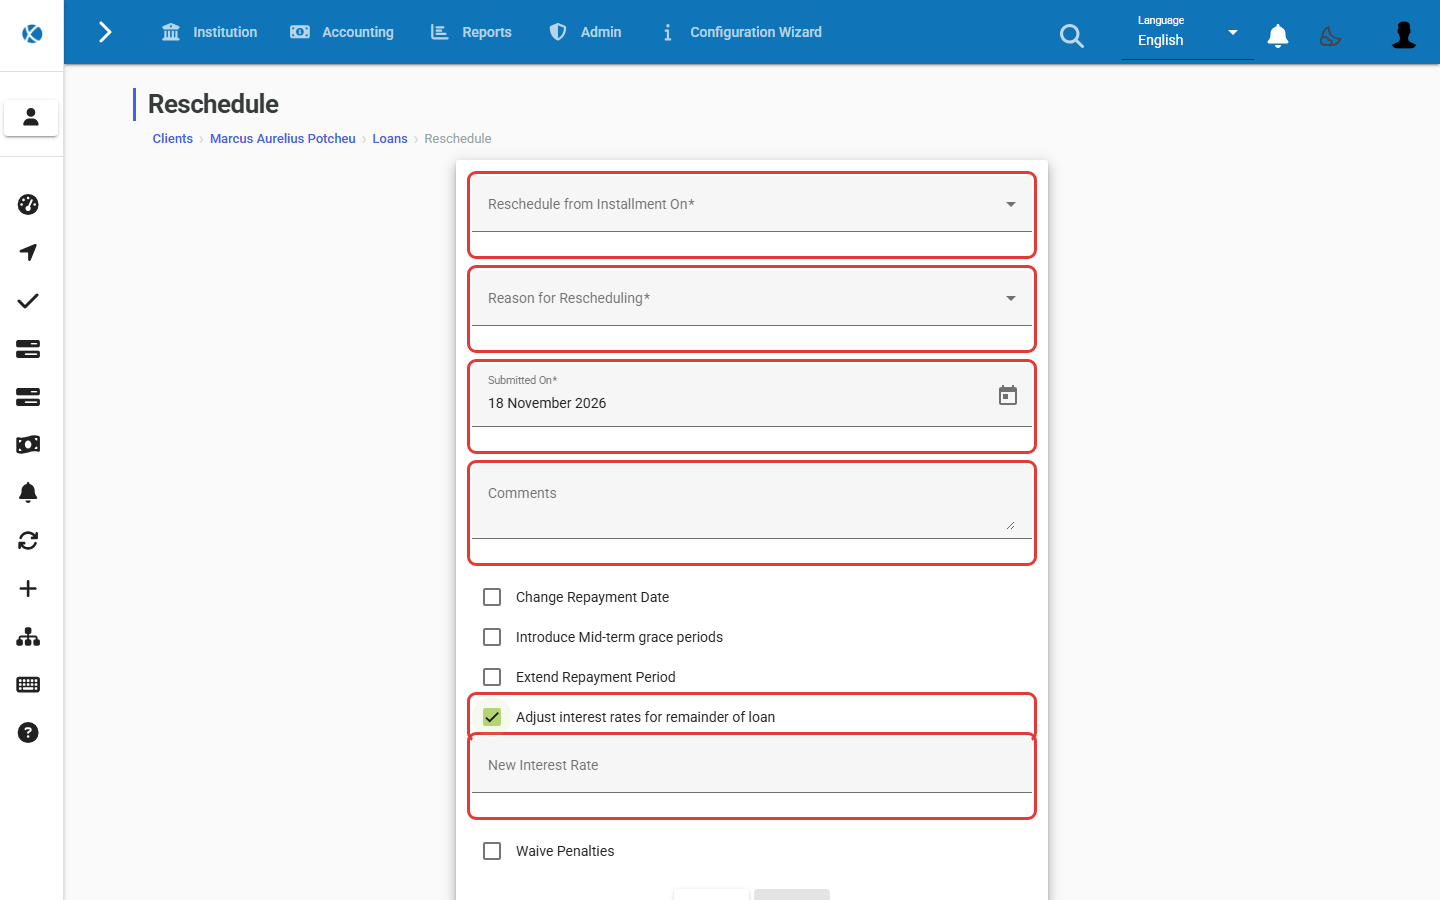 Institution
Accounting
Reports
Admin
Configuration Wizard
Language
English
Reschedule
Clients › Marcus Aurelius Potcheu › Loans › Reschedule
Reschedule from Installment On*
Reason for Rescheduling*
Submitted On*
18 November 2026
Comments
Change Repayment Date
Introduce Mid-term grace periods
Extend Repayment Period
Adjust interest rates for remainder of loan
New Interest Rate
Waive Penalties